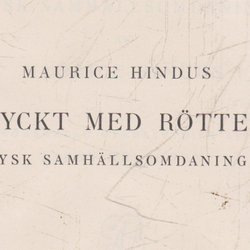 MAURICE HINDUS
YCKT MED RÖTTE
YSK SAMHÄLLSOMDANING